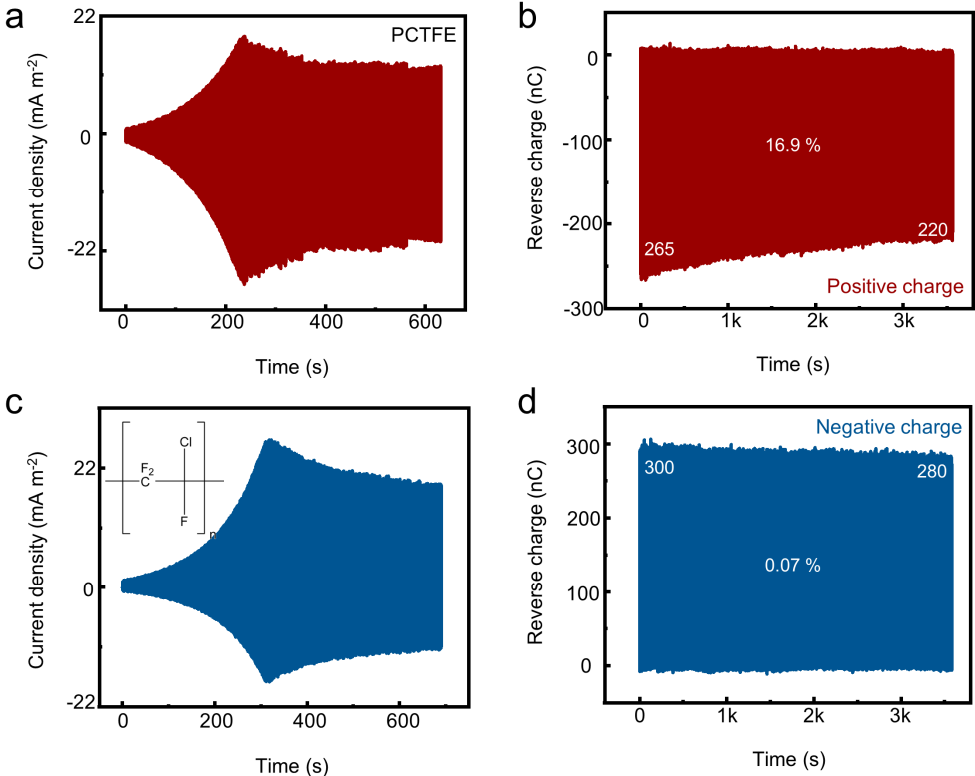 a
22
0
-22
Current density (mA m⁻²)
PCTFE
0
200
400
600
Time (s)
b
0
-100
-200
-300
Reverse charge (nC)
16.9 %
265
220
Positive charge
0
1k
2k
3k
Time (s)
c
22
0
-22
Current density (mA m⁻²)
Cl
F₂
C
F
n
0
200
400
600
Time (s)
d
300
200
100
0
Reverse charge (nC)
Negative charge
300
280
0.07 %
0
1k
2k
3k
Time (s)